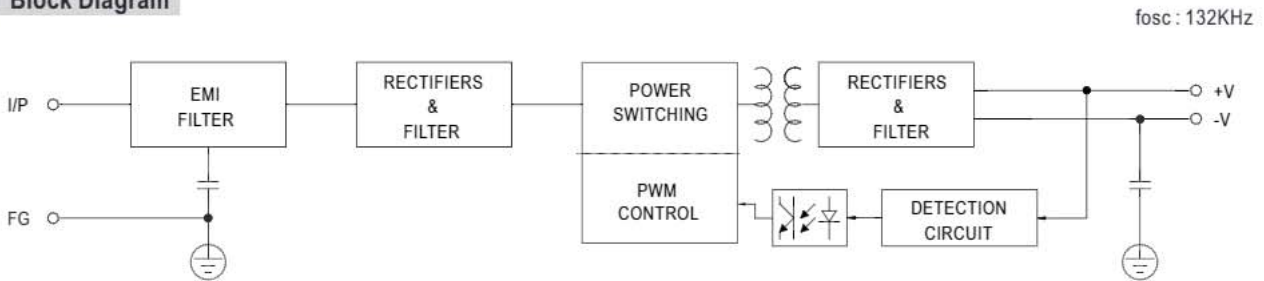 Block Diagram
fosc : 132KHz
I/P
EMI
FILTER
RECTIFIERS
&
FILTER
POWER
SWITCHING
RECTIFIERS
&
FILTER
+V
-V
FG
PWM
CONTROL
DETECTION
CIRCUIT